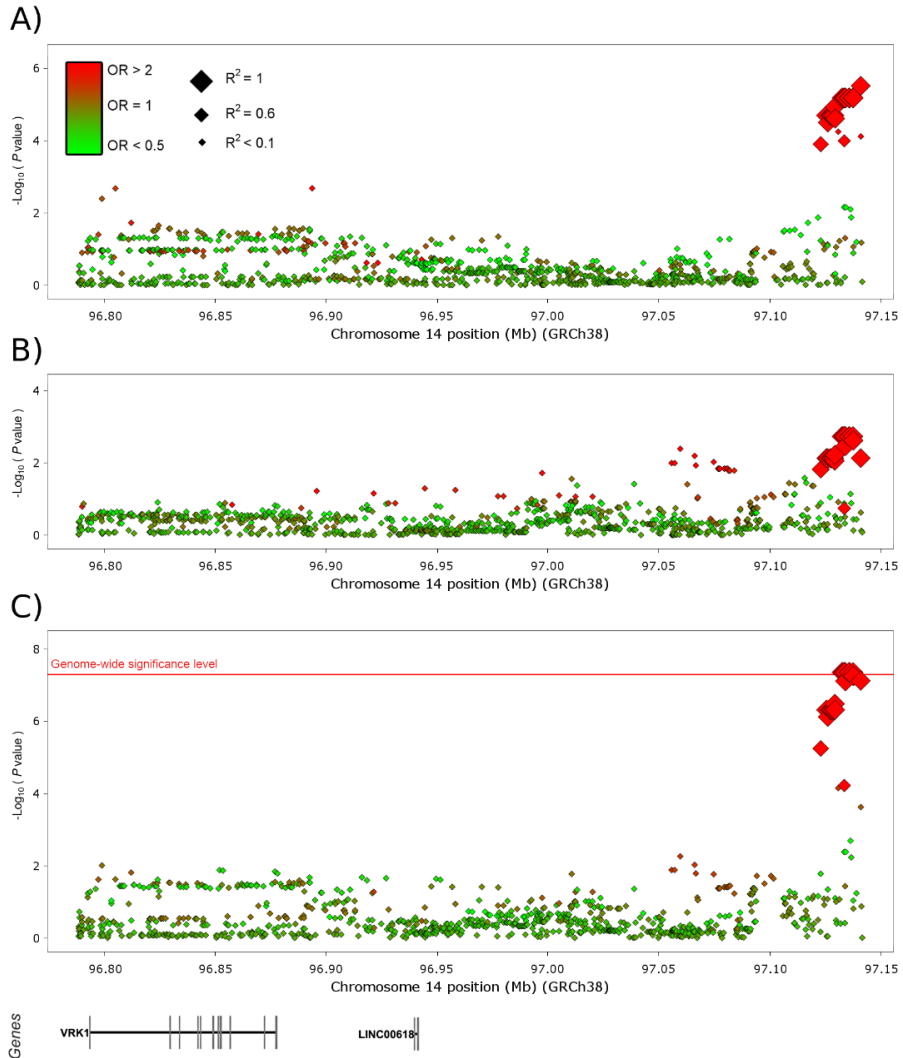 A)
6
4
2
0
-Log₁₀ ( P value )
OR > 2
OR = 1
OR < 0.5
R² = 1
R² = 0.6
R² < 0.1
96.80 96.85 96.90 96.95 97.00 97.05 97.10 97.15
Chromosome 14 position (Mb) (GRCh38)
B)
4
2
0
-Log₁₀ ( P value )
96.80 96.85 96.90 96.95 97.00 97.05 97.10 97.15
Chromosome 14 position (Mb) (GRCh38)
C)
8
6
4
2
0
-Log₁₀ ( P value )
Genome-wide significance level
96.80 96.85 96.90 96.95 97.00 97.05 97.10 97.15
Chromosome 14 position (Mb) (GRCh38)
Genes
VRK1
LINC00618